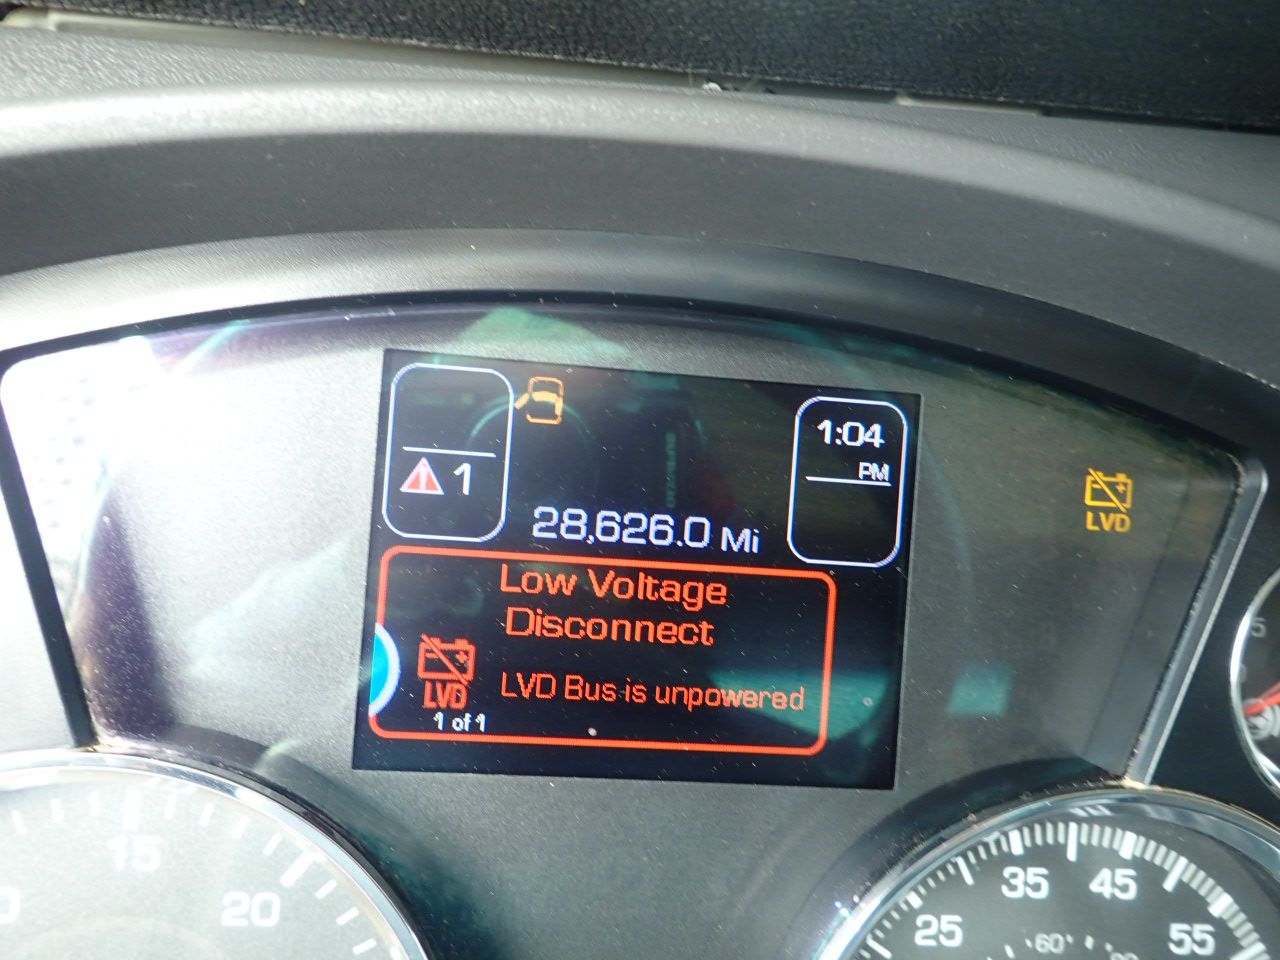 1:04
PM
1
28,626.0 Mi
Low Voltage
Disconnect
LVD
LVD Bus is unpowered
1 of 1
LVD
15
20
25
35
45
55
60